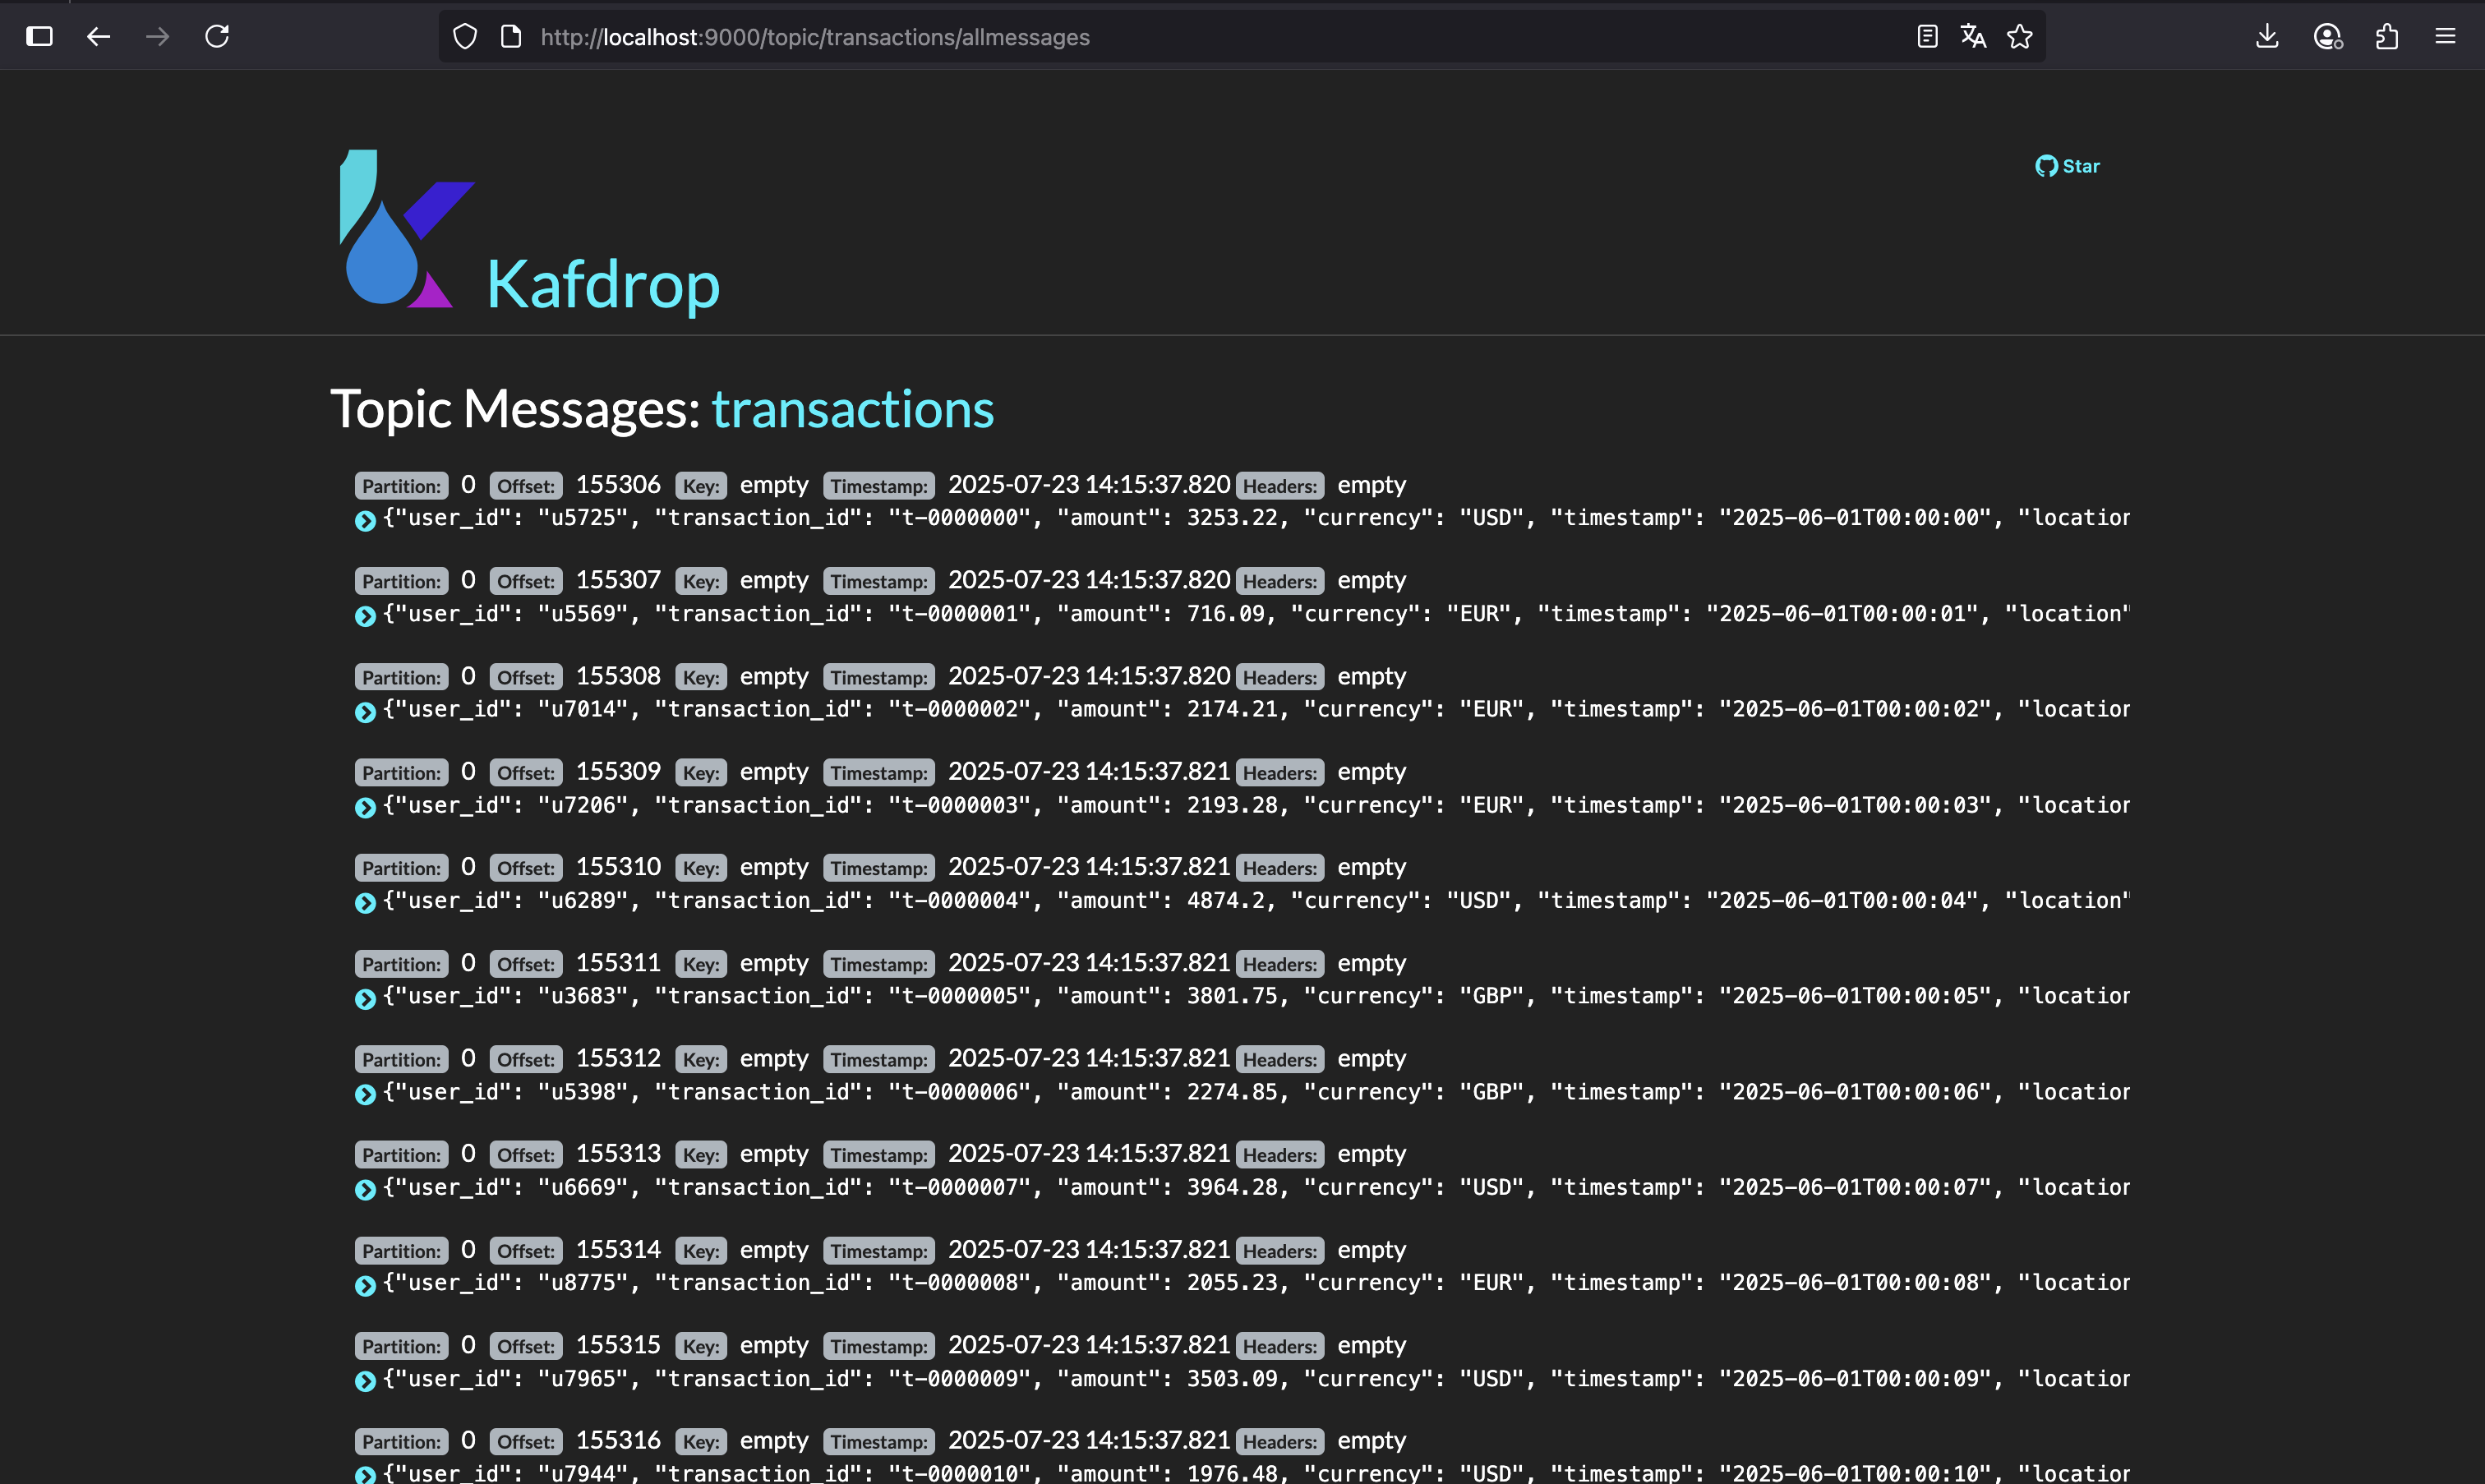 http://localhost:9000/topic/transactions/allmessages
Star
Kafdrop
Topic Messages: transactions
Partition: 0 Offset: 155306 Key: empty Timestamp: 2025-07-23 14:15:37.820 Headers: empty
{"user_id": "u5725", "transaction_id": "t-0000000", "amount": 3253.22, "currency": "USD", "timestamp": "2025-06-01T00:00:00", "location
Partition: 0 Offset: 155307 Key: empty Timestamp: 2025-07-23 14:15:37.820 Headers: empty
{"user_id": "u5569", "transaction_id": "t-0000001", "amount": 716.09, "currency": "EUR", "timestamp": "2025-06-01T00:00:01", "location"
Partition: 0 Offset: 155308 Key: empty Timestamp: 2025-07-23 14:15:37.820 Headers: empty
{"user_id": "u7014", "transaction_id": "t-0000002", "amount": 2174.21, "currency": "EUR", "timestamp": "2025-06-01T00:00:02", "location
Partition: 0 Offset: 155309 Key: empty Timestamp: 2025-07-23 14:15:37.821 Headers: empty
{"user_id": "u7206", "transaction_id": "t-0000003", "amount": 2193.28, "currency": "EUR", "timestamp": "2025-06-01T00:00:03", "location
Partition: 0 Offset: 155310 Key: empty Timestamp: 2025-07-23 14:15:37.821 Headers: empty
{"user_id": "u6289", "transaction_id": "t-0000004", "amount": 4874.2, "currency": "USD", "timestamp": "2025-06-01T00:00:04", "location"
Partition: 0 Offset: 155311 Key: empty Timestamp: 2025-07-23 14:15:37.821 Headers: empty
{"user_id": "u3683", "transaction_id": "t-0000005", "amount": 3801.75, "currency": "GBP", "timestamp": "2025-06-01T00:00:05", "location
Partition: 0 Offset: 155312 Key: empty Timestamp: 2025-07-23 14:15:37.821 Headers: empty
{"user_id": "u5398", "transaction_id": "t-0000006", "amount": 2274.85, "currency": "GBP", "timestamp": "2025-06-01T00:00:06", "location
Partition: 0 Offset: 155313 Key: empty Timestamp: 2025-07-23 14:15:37.821 Headers: empty
{"user_id": "u6669", "transaction_id": "t-0000007", "amount": 3964.28, "currency": "USD", "timestamp": "2025-06-01T00:00:07", "location
Partition: 0 Offset: 155314 Key: empty Timestamp: 2025-07-23 14:15:37.821 Headers: empty
{"user_id": "u8775", "transaction_id": "t-0000008", "amount": 2055.23, "currency": "EUR", "timestamp": "2025-06-01T00:00:08", "location
Partition: 0 Offset: 155315 Key: empty Timestamp: 2025-07-23 14:15:37.821 Headers: empty
{"user_id": "u7965", "transaction_id": "t-0000009", "amount": 3503.09, "currency": "USD", "timestamp": "2025-06-01T00:00:09", "location
Partition: 0 Offset: 155316 Key: empty Timestamp: 2025-07-23 14:15:37.821 Headers: empty
{"user_id": "u7944", "transaction_id": "t-0000010", "amount": 1976.48, "currency": "USD", "timestamp": "2025-06-01T00:00:10", "location